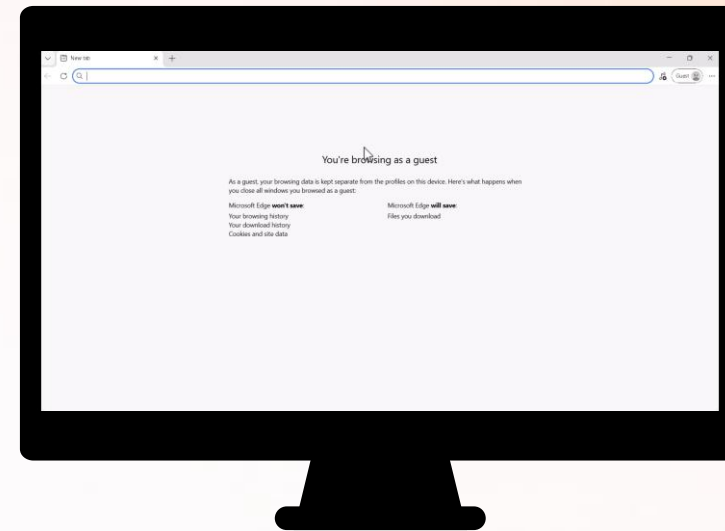 New tab
Guest
You're browsing as a guest
As a guest, your browsing data is kept separate from the profiles on this device. Here's what happens when
you close all windows you browsed as a guest:
Microsoft Edge won't save:
Your browsing history
Your download history
Cookies and site data
Microsoft Edge will save:
Files you download